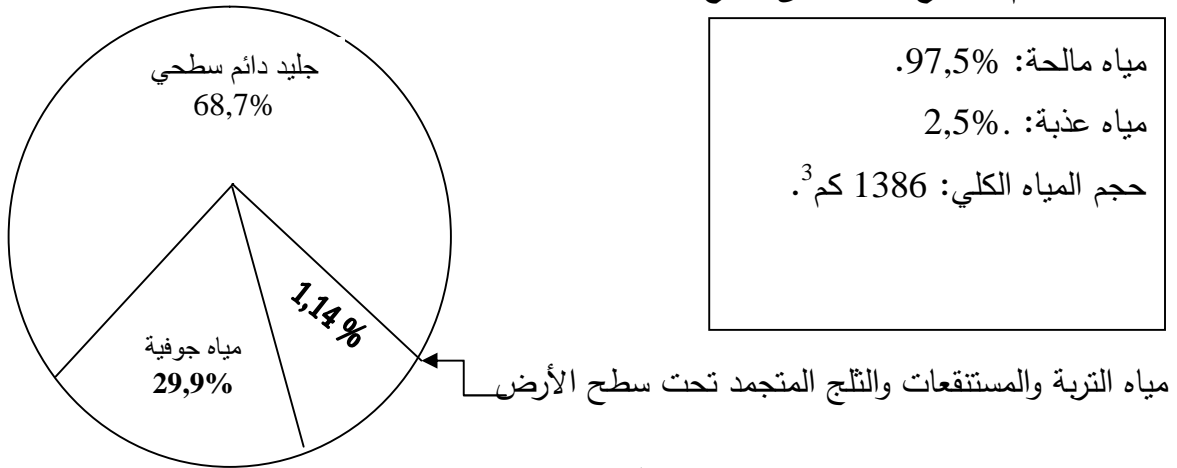 مياه مالحة: 97,5%.
مياه عذبة: .2,5%
حجم المياه الكلي: 1386 كم3.
جليد دائم سطحي
68,7%
1,14%
مياه جوفية
29,9%
مياه التربة والمستنقعات والثلج المتجمد تحت سطح الأرض